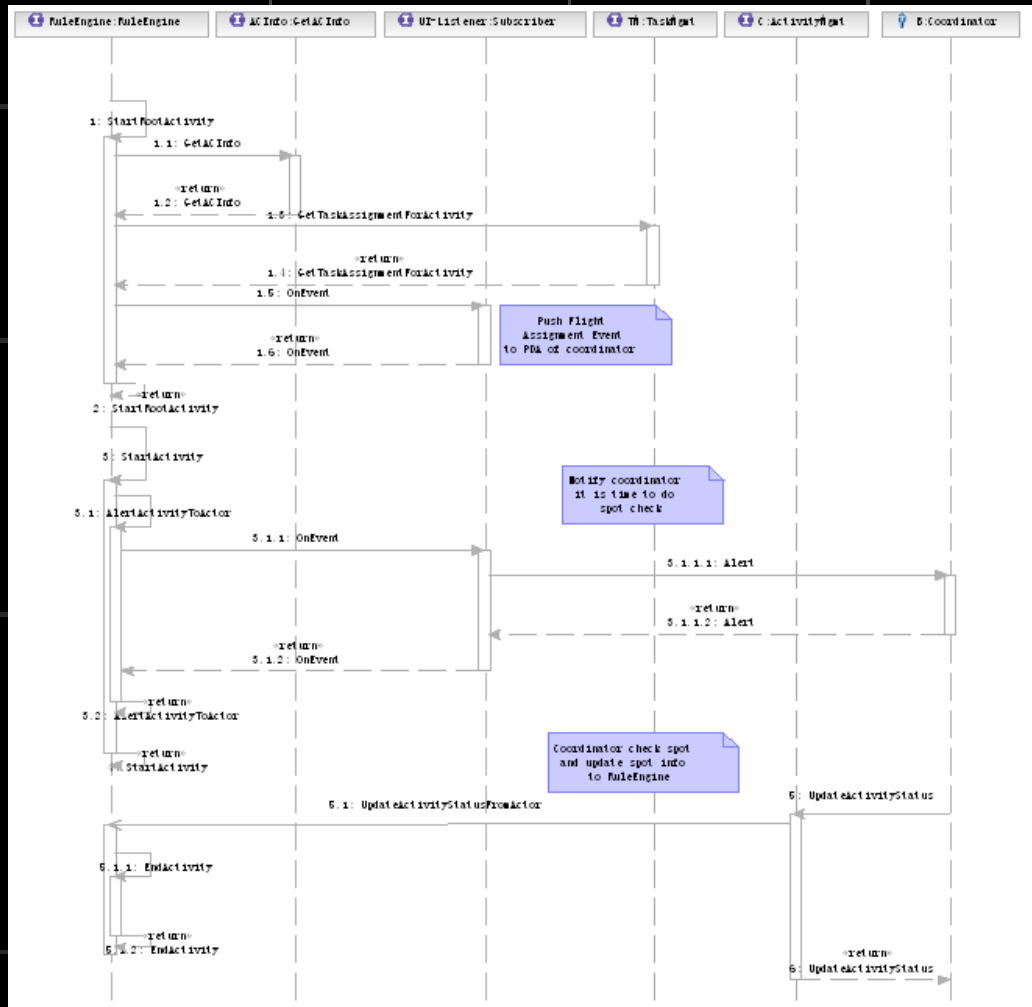 RuleEngine:RuleEngine
ACInfo:GetACInfo
UI-Listener:Subscriber
TM:TaskMgmt
C:ActivityMgmt
B:Coordinator
1: StartRootActivity
1.1: GetACInfo
«return»
1.2: GetACInfo
1.3: GetTaskAssignmentForActivity
«return»
1.4: GetTaskAssignmentForActivity
1.5: OnEvent
Push Flight
Assignment Event
to PDA of coordinator
«return»
1.6: OnEvent
«return»
2: StartRootActivity
3: StartActivity
Notify coordinator
it is time to do
spot check
3.1: AlertActivityToActor
3.1.1: OnEvent
3.1.1.1: Alert
«return»
3.1.1.2: Alert
«return»
3.1.2: OnEvent
«return»
3.2: AlertActivityToActor
«return»
StartActivity
Coordinator check spot
and update spot info
to RuleEngine
5: UpdateActivityStatus
5.1: UpdateActivityStatusFromActor
5.1.1: EndActivity
«return»
5.1.2: EndActivity
«return»
6: UpdateActivityStatus